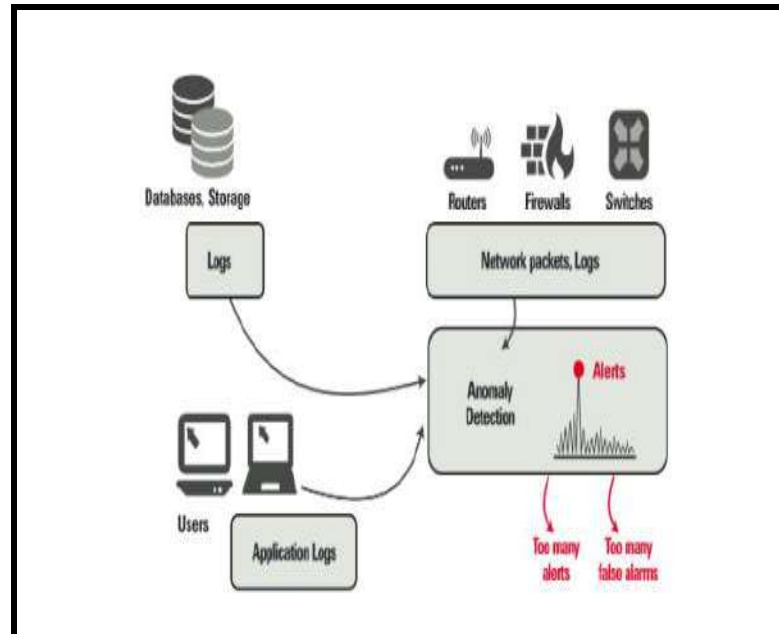 Databases, Storage
Logs
Routers
Firewalls
Switches
Network packets, Logs
Anomaly
Detection
Alerts
Users
Application Logs
Too many
alerts
Too many
false alarms